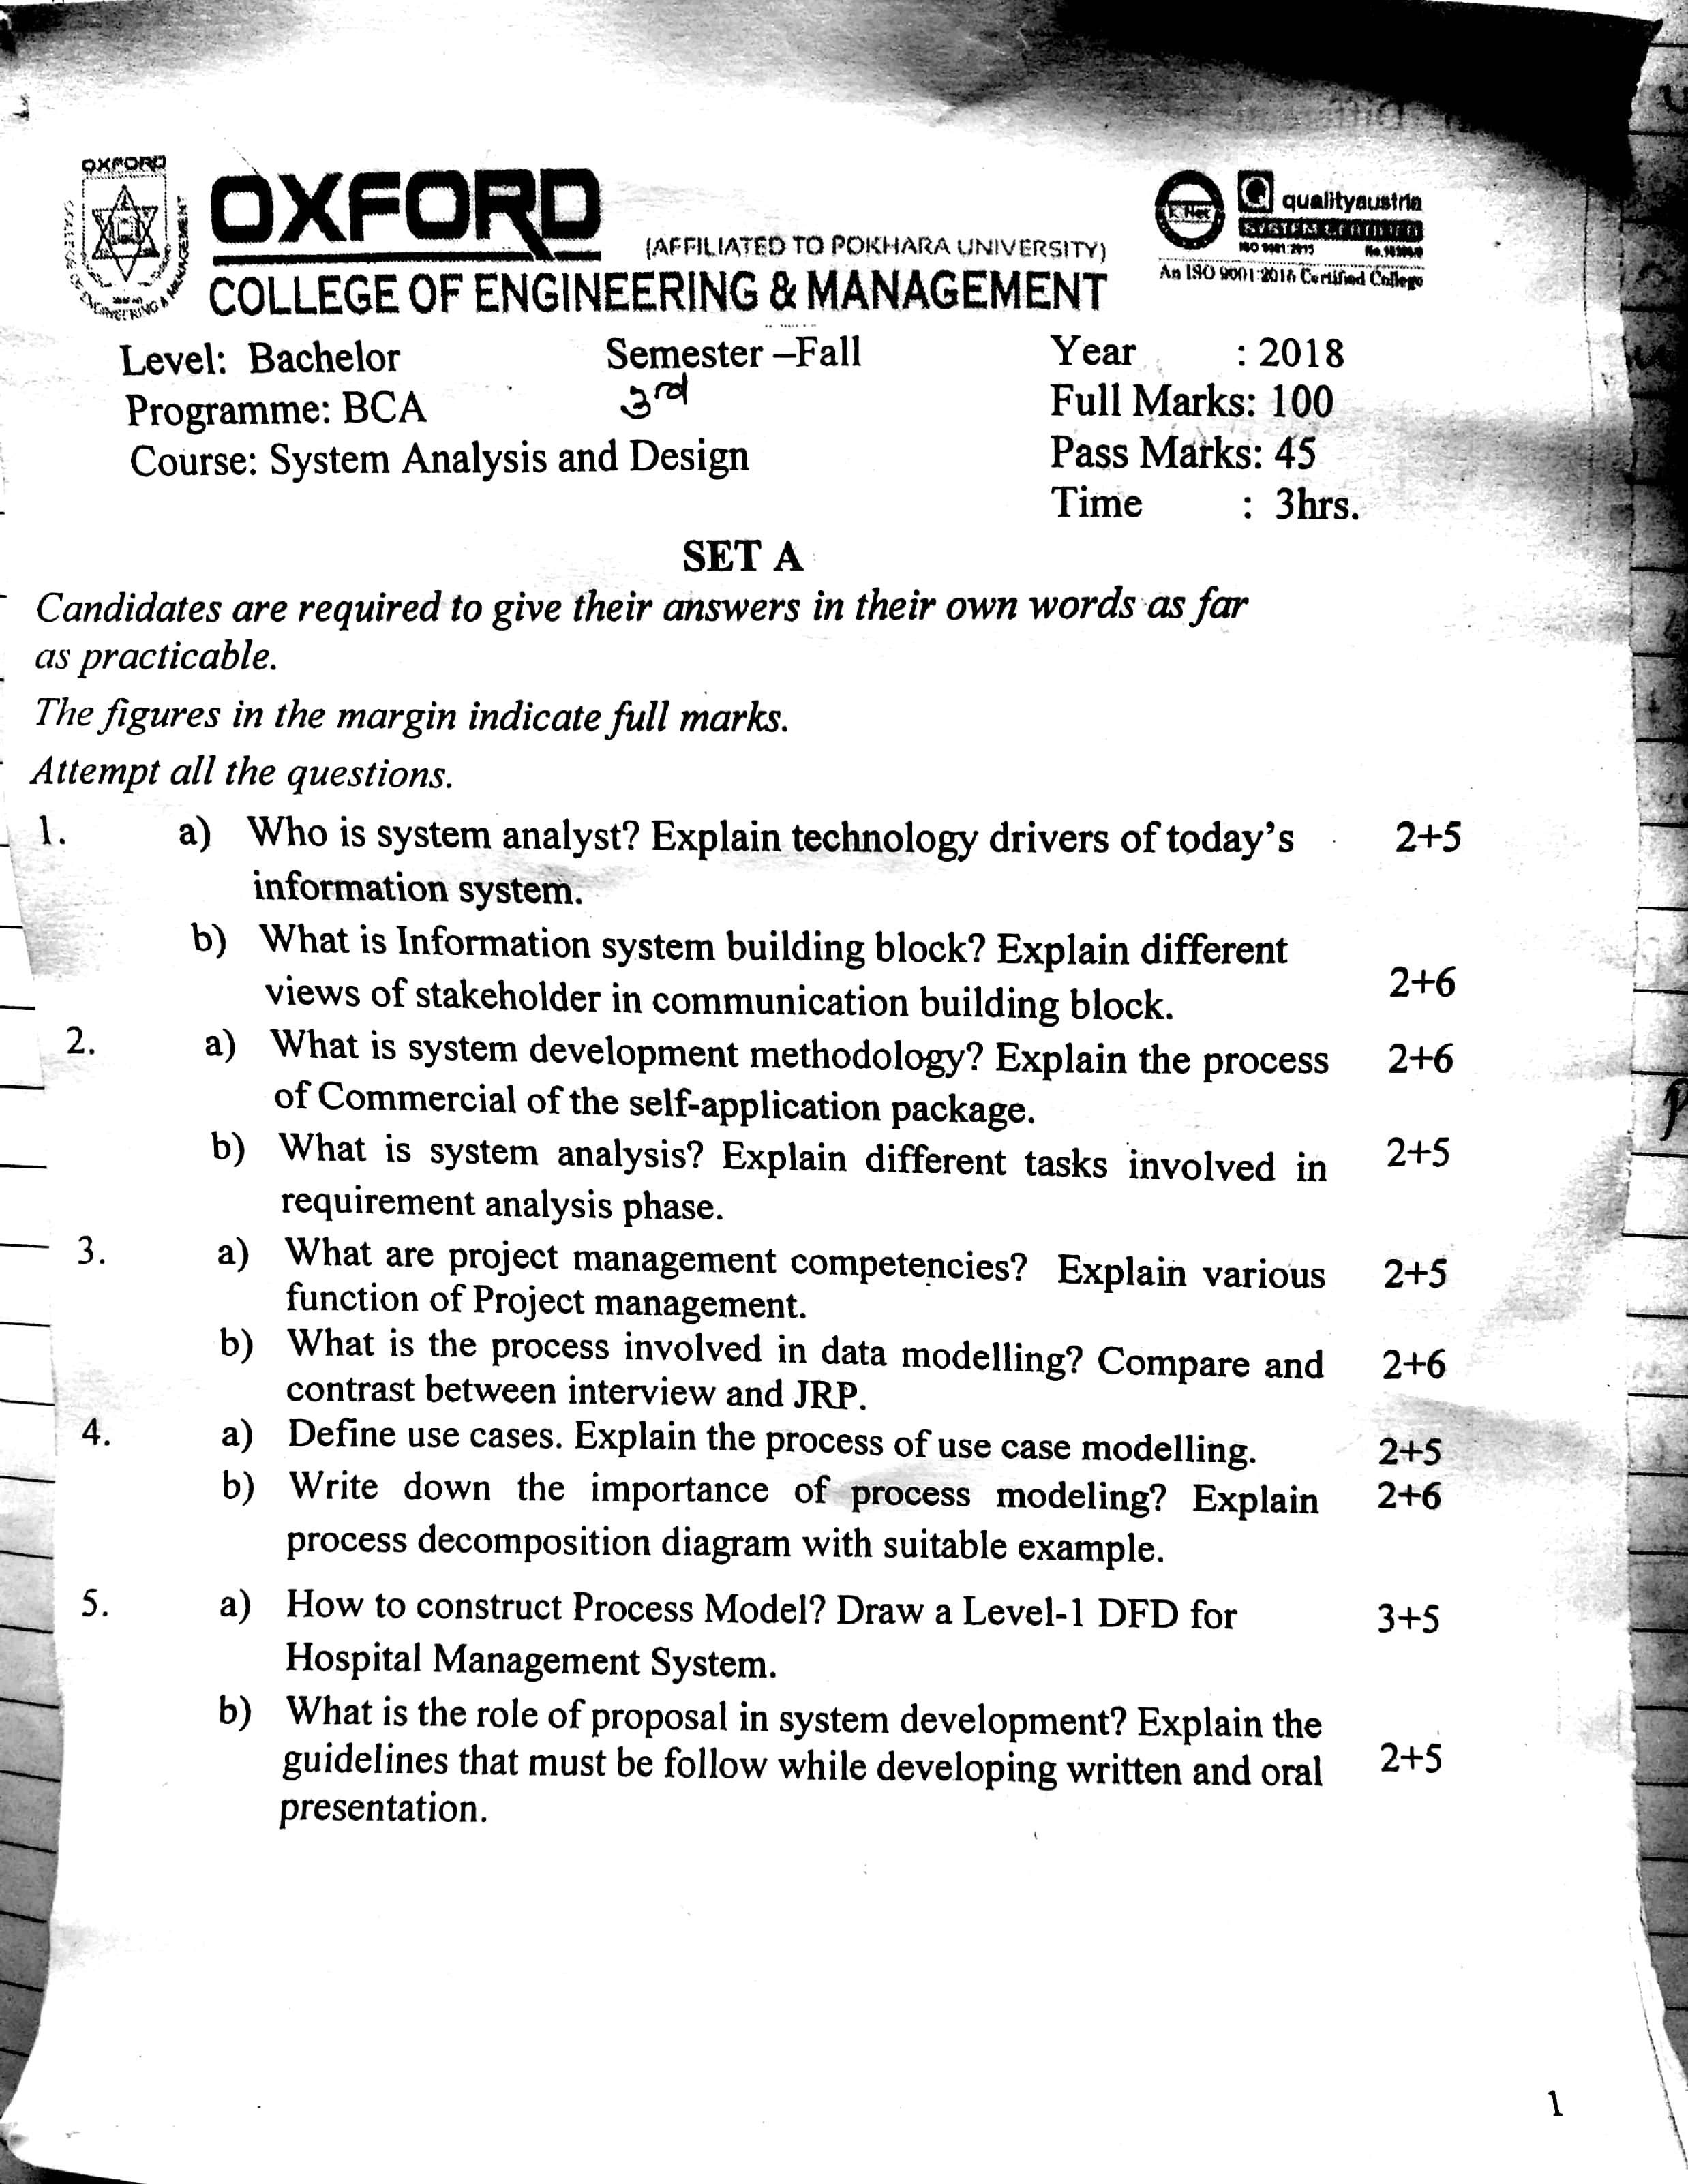 OXFORD
OXFORD
(AFFILIATED TO POKHARA UNIVERSITY)
COLLEGE OF ENGINEERING & MANAGEMENT
qualityaustria
SYSTEM CERTIFIED
ISO 9001:2015
An ISO 9001:2015 Certified College
Level: Bachelor Semester –Fall Year : 2018
Programme: BCA 3rd Full Marks: 100
Course: System Analysis and Design Pass Marks: 45
Time : 3hrs.
SET A
Candidates are required to give their answers in their own words as far
as practicable.
The figures in the margin indicate full marks.
Attempt all the questions.
1. a) Who is system analyst? Explain technology drivers of today's 2+5
information system.
b) What is Information system building block? Explain different
views of stakeholder in communication building block. 2+6
2. a) What is system development methodology? Explain the process 2+6
of Commercial of the self-application package.
b) What is system analysis? Explain different tasks involved in 2+5
requirement analysis phase.
3. a) What are project management competencies? Explain various 2+5
function of Project management.
b) What is the process involved in data modelling? Compare and 2+6
contrast between interview and JRP.
4. a) Define use cases. Explain the process of use case modelling. 2+5
b) Write down the importance of process modeling? Explain 2+6
process decomposition diagram with suitable example.
5. a) How to construct Process Model? Draw a Level-1 DFD for 3+5
Hospital Management System.
b) What is the role of proposal in system development? Explain the
guidelines that must be follow while developing written and oral 2+5
presentation.
1